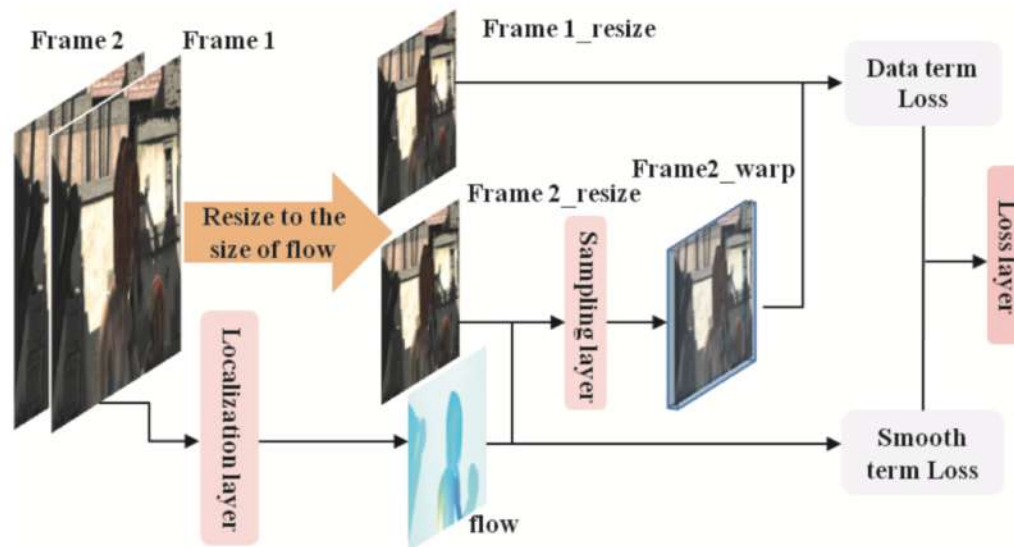 Frame 2
Frame 1
Frame 1_resize
Data term
Loss
Resize to the
size of flow
Frame 2_resize
Frame2_warp
Sampling layer
Loss layer
Localization layer
flow
Smooth
term Loss